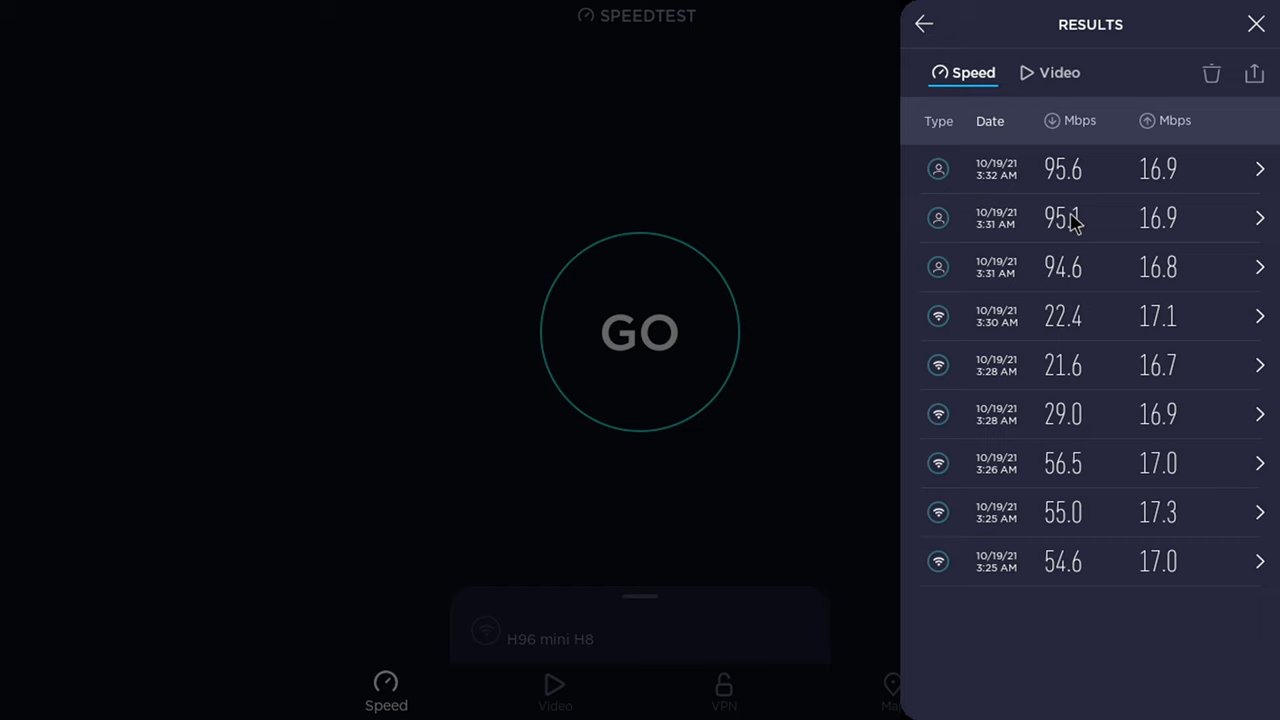 SPEEDTEST
GO
H96 mini H8
Speed
Video
VPN
RESULTS
Speed Video
Type Date Mbps Mbps
10/19/21 3:32 AM 95.6 16.9
10/19/21 3:31 AM 95.1 16.9
10/19/21 3:31 AM 94.6 16.8
10/19/21 3:30 AM 22.4 17.1
10/19/21 3:28 AM 21.6 16.7
10/19/21 3:28 AM 29.0 16.9
10/19/21 3:26 AM 56.5 17.0
10/19/21 3:25 AM 55.0 17.3
10/19/21 3:25 AM 54.6 17.0